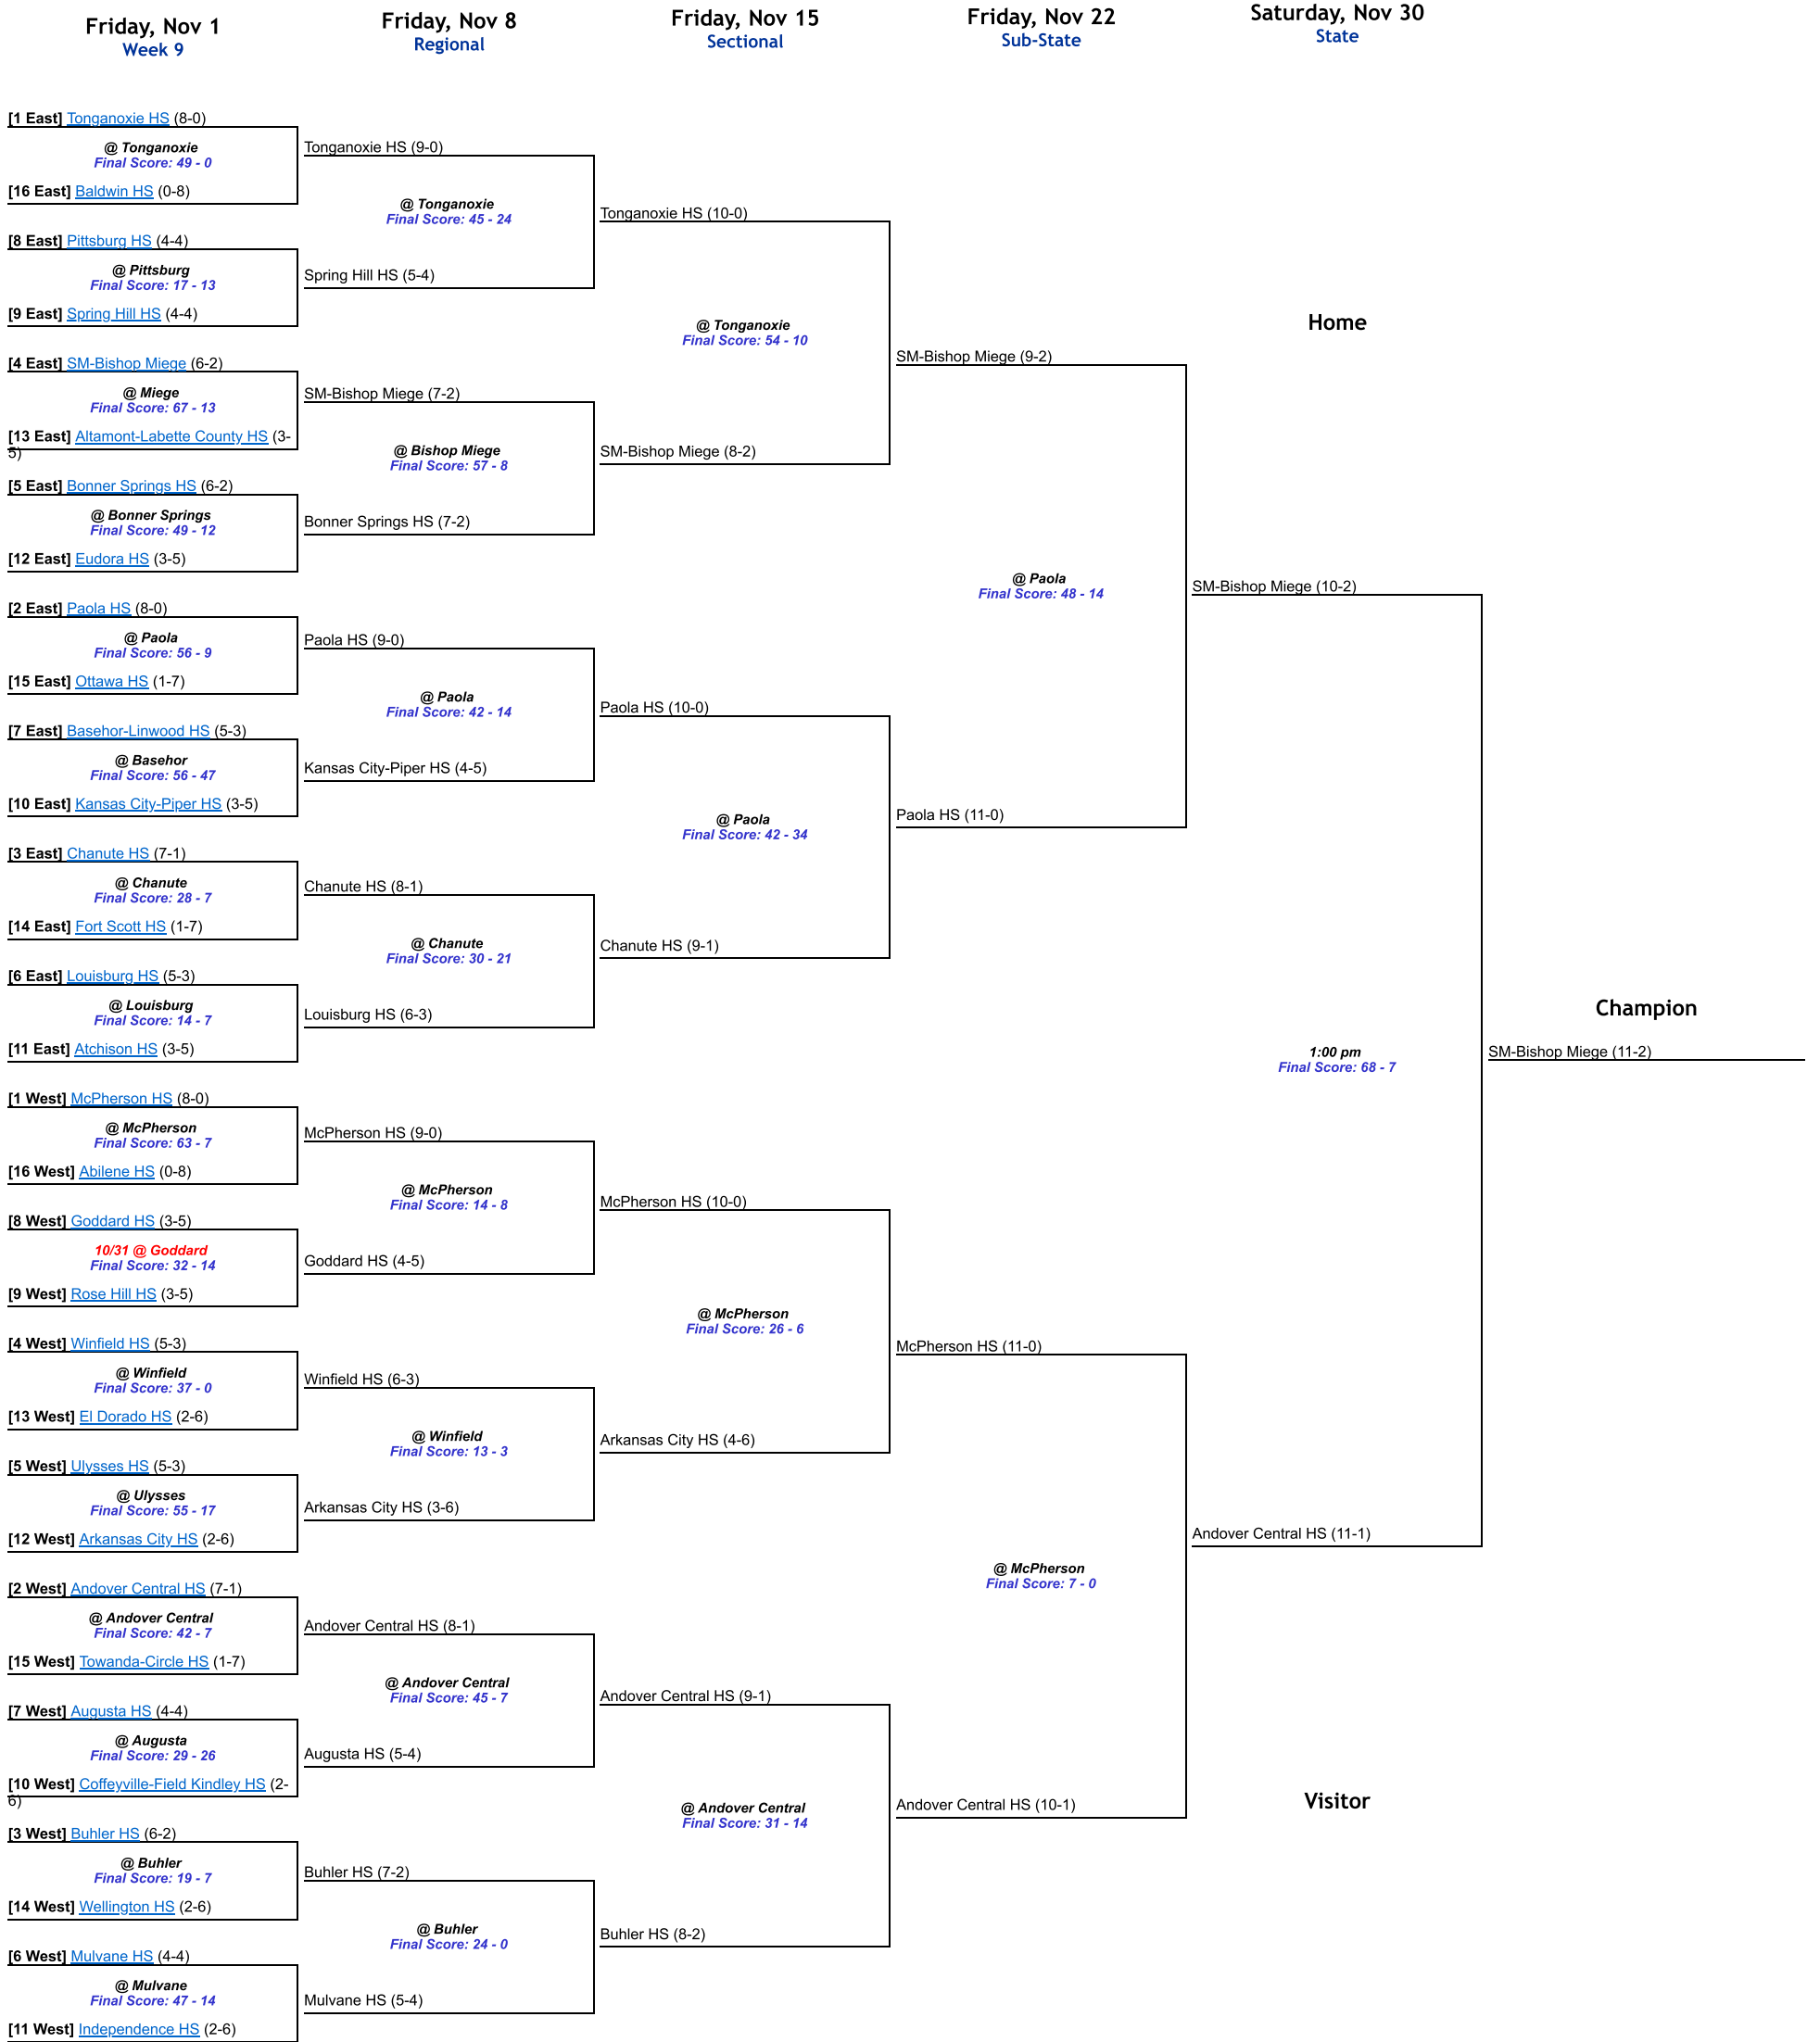 Friday, Nov 1
Week 9
Friday, Nov 8
Regional
Friday, Nov 15
Sectional
Friday, Nov 22
Sub-State
Saturday, Nov 30
State
[1 East] Tonganoxie HS (8-0)
@ Tonganoxie
Final Score: 49 - 0
[16 East] Baldwin HS (0-8)
[8 East] Pittsburg HS (4-4)
@ Pittsburg
Final Score: 17 - 13
[9 East] Spring Hill HS (4-4)
[4 East] SM-Bishop Miege (6-2)
@ Miege
Final Score: 67 - 13
[13 East] Altamont-Labette County HS (3-
5)
[5 East] Bonner Springs HS (6-2)
@ Bonner Springs
Final Score: 49 - 12
[12 East] Eudora HS (3-5)
[2 East] Paola HS (8-0)
@ Paola
Final Score: 56 - 9
[15 East] Ottawa HS (1-7)
[7 East] Basehor-Linwood HS (5-3)
@ Basehor
Final Score: 56 - 47
[10 East] Kansas City-Piper HS (3-5)
[3 East] Chanute HS (7-1)
@ Chanute
Final Score: 28 - 7
[14 East] Fort Scott HS (1-7)
[6 East] Louisburg HS (5-3)
@ Louisburg
Final Score: 14 - 7
[11 East] Atchison HS (3-5)
[1 West] McPherson HS (8-0)
@ McPherson
Final Score: 63 - 7
[16 West] Abilene HS (0-8)
[8 West] Goddard HS (3-5)
10/31 @ Goddard
Final Score: 32 - 14
[9 West] Rose Hill HS (3-5)
[4 West] Winfield HS (5-3)
@ Winfield
Final Score: 37 - 0
[13 West] El Dorado HS (2-6)
[5 West] Ulysses HS (5-3)
@ Ulysses
Final Score: 55 - 17
[12 West] Arkansas City HS (2-6)
[2 West] Andover Central HS (7-1)
@ Andover Central
Final Score: 42 - 7
[15 West] Towanda-Circle HS (1-7)
[7 West] Augusta HS (4-4)
@ Augusta
Final Score: 29 - 26
[10 West] Coffeyville-Field Kindley HS (2-
6)
[3 West] Buhler HS (6-2)
@ Buhler
Final Score: 19 - 7
[14 West] Wellington HS (2-6)
[6 West] Mulvane HS (4-4)
@ Mulvane
Final Score: 47 - 14
[11 West] Independence HS (2-6)
Tonganoxie HS (9-0)
@ Tonganoxie
Final Score: 45 - 24
Spring Hill HS (5-4)
SM-Bishop Miege (7-2)
@ Bishop Miege
Final Score: 57 - 8
Bonner Springs HS (7-2)
Paola HS (9-0)
@ Paola
Final Score: 42 - 14
Kansas City-Piper HS (4-5)
Chanute HS (8-1)
@ Chanute
Final Score: 30 - 21
Louisburg HS (6-3)
McPherson HS (9-0)
@ McPherson
Final Score: 14 - 8
Goddard HS (4-5)
Winfield HS (6-3)
@ Winfield
Final Score: 13 - 3
Arkansas City HS (3-6)
Andover Central HS (8-1)
@ Andover Central
Final Score: 45 - 7
Augusta HS (5-4)
Buhler HS (7-2)
@ Buhler
Final Score: 24 - 0
Mulvane HS (5-4)
Tonganoxie HS (10-0)
@ Tonganoxie
Final Score: 54 - 10
SM-Bishop Miege (8-2)
Paola HS (10-0)
@ Paola
Final Score: 42 - 34
Chanute HS (9-1)
McPherson HS (10-0)
@ McPherson
Final Score: 26 - 6
Arkansas City HS (4-6)
Andover Central HS (9-1)
@ Andover Central
Final Score: 31 - 14
Buhler HS (8-2)
SM-Bishop Miege (9-2)
@ Paola
Final Score: 48 - 14
Paola HS (11-0)
McPherson HS (11-0)
@ McPherson
Final Score: 7 - 0
Andover Central HS (10-1)
Home
SM-Bishop Miege (10-2)
1:00 pm
Final Score: 68 - 7
Andover Central HS (11-1)
Visitor
Champion
SM-Bishop Miege (11-2)